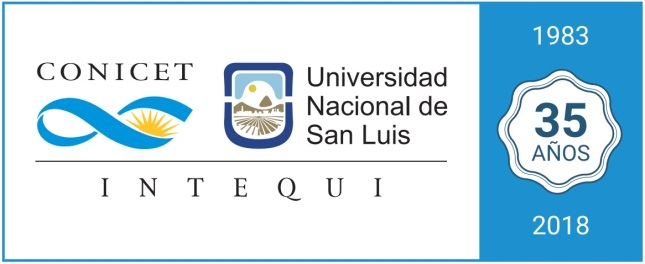 CONICET
Universidad
Nacional de
San Luis
INTEQUI
1983
35
AÑOS
2018